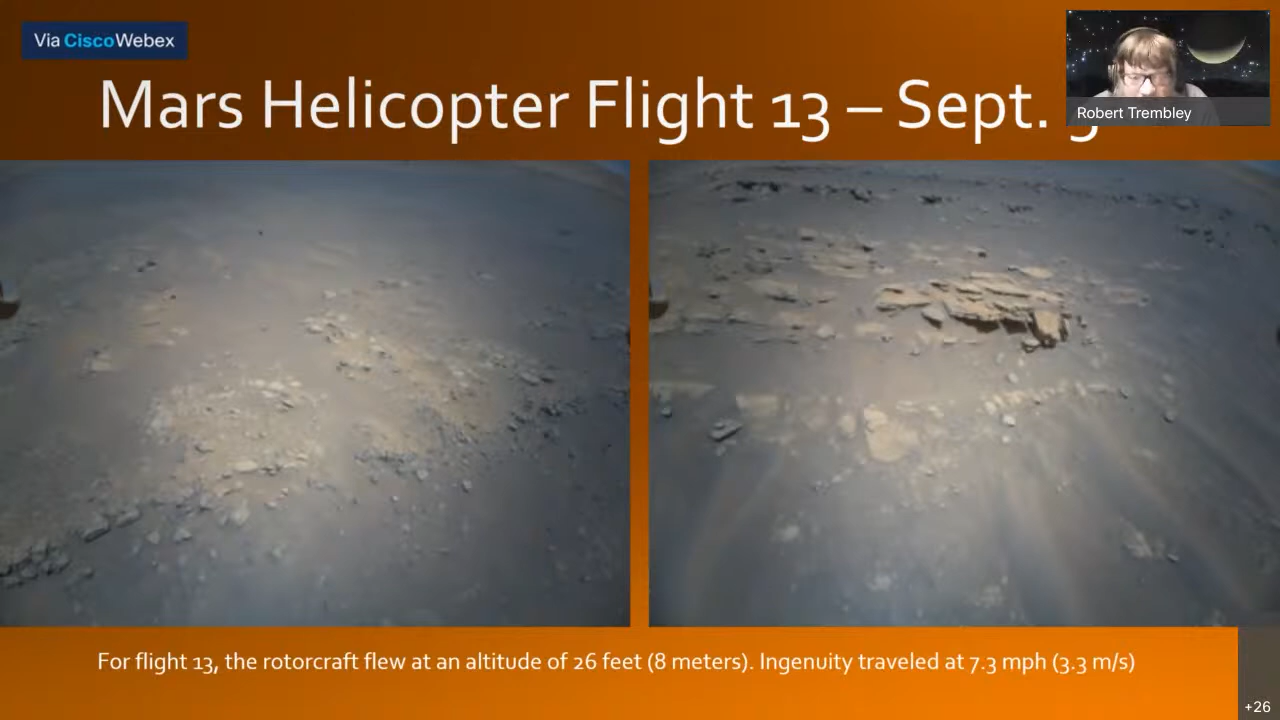 Via CiscoWebex
Mars Helicopter Flight 13 – Sept.
Robert Trembley
For flight 13, the rotorcraft flew at an altitude of 26 feet (8 meters). Ingenuity traveled at 7.3 mph (3.3 m/s)
+26